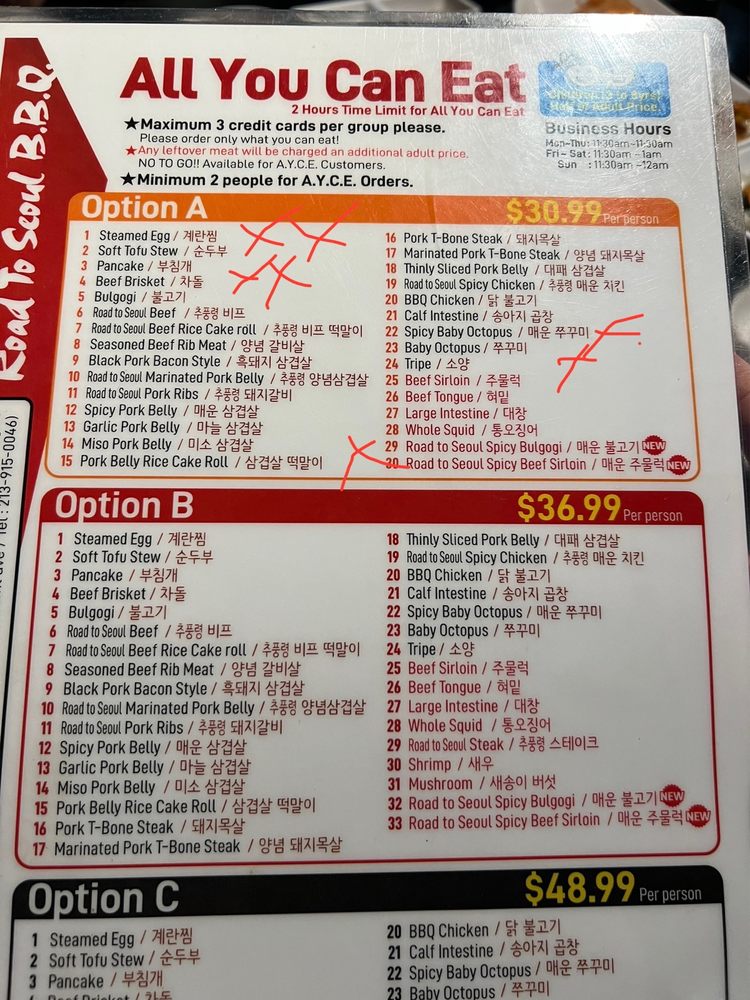 Road To Seoul B.B.Q.
All You Can Eat
2 Hours Time Limit for All You Can Eat
★Maximum 3 credit cards per group please.
Please order only what you can eat!
★Any leftover meat will be charged an additional adult price.
NO TO GO!! Available for A.Y.C.E. Customers.
★Minimum 2 people for A.Y.C.E. Orders.
Half of Adult Price.
Business Hours
Mon-Thu: 11:30am-11:30am
Fri - Sat: 11:30am -1am
Sun : 11:30am -12am
Tel : 213-915-0046)
Option A $30.99 Per person
1 Steamed Egg / 계란찜
2 Soft Tofu Stew / 순두부
3 Pancake / 부침개
4 Beef Brisket / 차돌
5 Bulgogi / 불고기
6 Road to Seoul Beef / 추풍령 비프
7 Road to Seoul Beef Rice Cake roll / 추풍령 비프 떡말이
8 Seasoned Beef Rib Meat / 양념 갈비살
9 Black Pork Bacon Style / 흑돼지 삼겹살
10 Road to Seoul Marinated Pork Belly / 추풍령 양념삼겹살
11 Road to Seoul Pork Ribs / 추풍령 돼지갈비
12 Spicy Pork Belly / 매운 삼겹살
13 Garlic Pork Belly / 마늘 삼겹살
14 Miso Pork Belly / 미소 삼겹살
15 Pork Belly Rice Cake Roll / 삼겹살 떡말이
16 Pork T-Bone Steak / 돼지목살
17 Marinated Pork T-Bone Steak / 양념 돼지목살
18 Thinly Sliced Pork Belly / 대패 삼겹살
19 Road to Seoul Spicy Chicken / 추풍령 매운 치킨
20 BBQ Chicken / 닭 불고기
21 Calf Intestine / 송아지 곱창
22 Spicy Baby Octopus / 매운 쭈꾸미
23 Baby Octopus / 쭈꾸미
24 Tripe / 소양
25 Beef Sirloin / 주물럭
26 Beef Tongue / 혀밑
27 Large Intestine / 대창
28 Whole Squid / 통오징어
29 Road to Seoul Spicy Bulgogi / 매운 불고기 NEW
30 Road to Seoul Spicy Beef Sirloin / 매운 주물럭 NEW
Option B $36.99 Per person
1 Steamed Egg / 계란찜
2 Soft Tofu Stew / 순두부
3 Pancake / 부침개
4 Beef Brisket / 차돌
5 Bulgogi / 불고기
6 Road to Seoul Beef / 추풍령 비프
7 Road to Seoul Beef Rice Cake roll / 추풍령 비프 떡말이
8 Seasoned Beef Rib Meat / 양념 갈비살
9 Black Pork Bacon Style / 흑돼지 삼겹살
10 Road to Seoul Marinated Pork Belly / 추풍령 양념삼겹살
11 Road to Seoul Pork Ribs / 추풍령 돼지갈비
12 Spicy Pork Belly / 매운 삼겹살
13 Garlic Pork Belly / 마늘 삼겹살
14 Miso Pork Belly / 미소 삼겹살
15 Pork Belly Rice Cake Roll / 삼겹살 떡말이
16 Pork T-Bone Steak / 돼지목살
17 Marinated Pork T-Bone Steak / 양념 돼지목살
18 Thinly Sliced Pork Belly / 대패 삼겹살
19 Road to Seoul Spicy Chicken / 추풍령 매운 치킨
20 BBQ Chicken / 닭 불고기
21 Calf Intestine / 송아지 곱창
22 Spicy Baby Octopus / 매운 쭈꾸미
23 Baby Octopus / 쭈꾸미
24 Tripe / 소양
25 Beef Sirloin / 주물럭
26 Beef Tongue / 혀밑
27 Large Intestine / 대창
28 Whole Squid / 통오징어
29 Road to Seoul Steak / 추풍령 스테이크
30 Shrimp / 새우
31 Mushroom / 새송이 버섯
32 Road to Seoul Spicy Bulgogi / 매운 불고기 NEW
33 Road to Seoul Spicy Beef Sirloin / 매운 주물럭 NEW
Option C $48.99 Per person
1 Steamed Egg / 계란찜
2 Soft Tofu Stew / 순두부
3 Pancake / 부침개
4 Beef Brisket / 차돌
20 BBQ Chicken / 닭 불고기
21 Calf Intestine / 송아지 곱창
22 Spicy Baby Octopus / 매운 쭈꾸미
23 Baby Octopus / 쭈꾸미